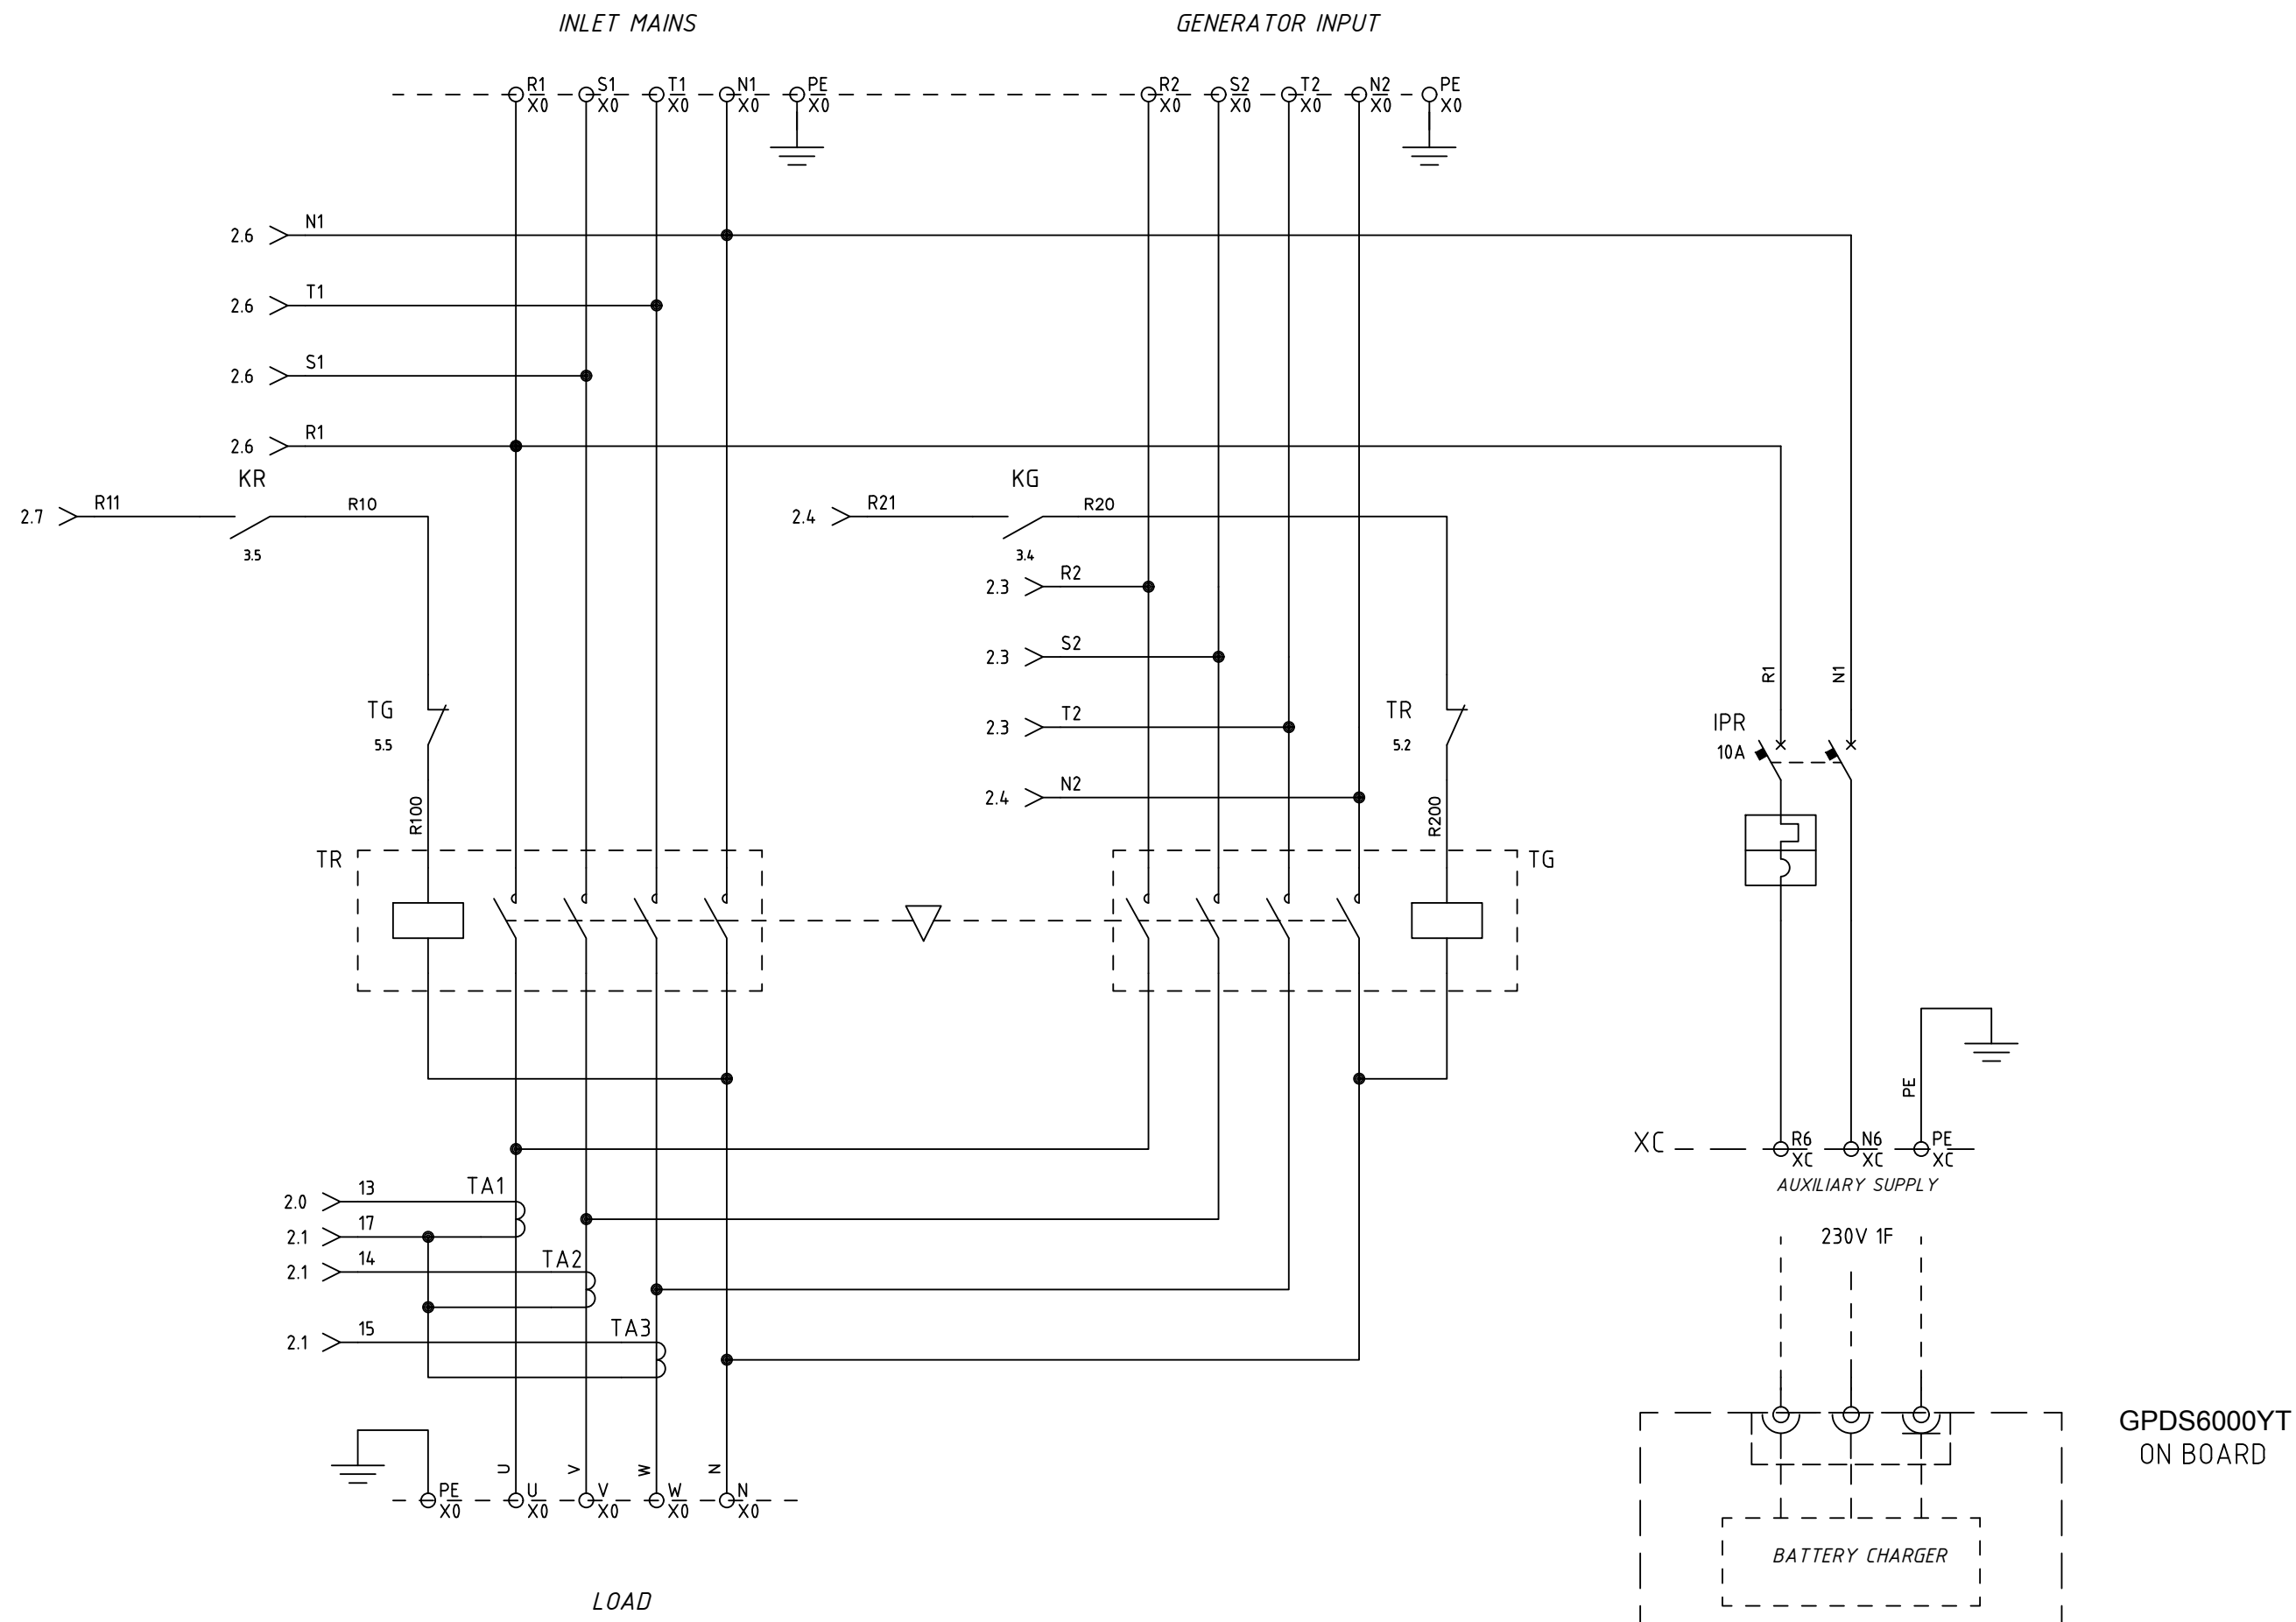 INLET MAINS
GENERATOR INPUT
R1 S1 T1 N1 PE
X0 X0 X0 X0 X0
R2 S2 T2 N2 PE
X0 X0 X0 X0 X0
2.6 N1
2.6 T1
2.6 S1
2.6 R1
KR
2.7 R11 R10
3.5
KG
2.4 R21 R20
3.4
2.3 R2
2.3 S2
2.3 T2
2.4 N2
TG
5.5
R100
TR
5.2
R200
R1
N1
IPR
10A
TR
TG
PE
XC
R6 N6 PE
XC XC XC
AUXILIARY SUPPLY
230V 1F
2.0 13 TA1
2.1 17
2.1 14 TA2
2.1 15 TA3
U V W N
PE U V W N
X0 X0 X0 X0 X0
LOAD
GPDS6000YT
ON BOARD
BATTERY CHARGER